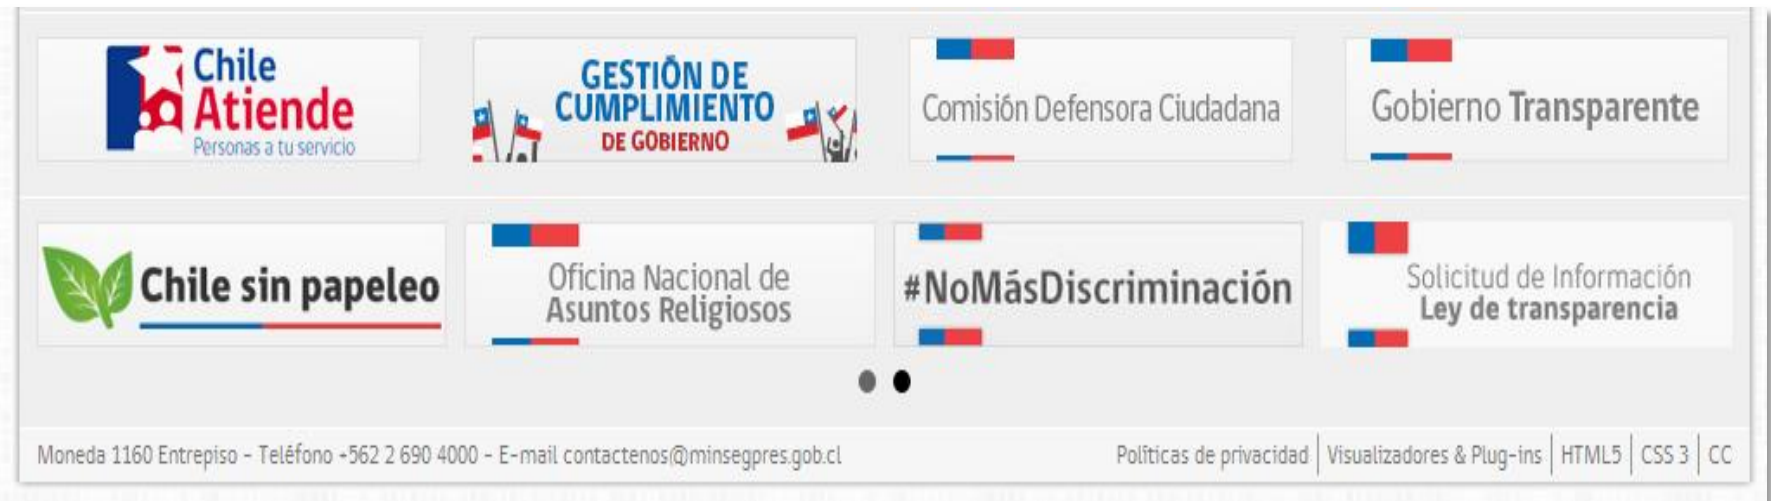 Chile
Atiende
Personas a tu servicio
GESTIÓN DE
CUMPLIMIENTO
DE GOBIERNO
Comisión Defensora Ciudadana
Gobierno Transparente
Chile sin papeleo
Oficina Nacional de
Asuntos Religiosos
#NoMásDiscriminación
Solicitud de Información
Ley de transparencia
Moneda 1160 Entrepiso - Teléfono +562 2 690 4000 - E-mail contactenos@minsegpres.gob.cl
Políticas de privacidad | Visualizadores & Plug-ins | HTML5 | CSS 3 | CC